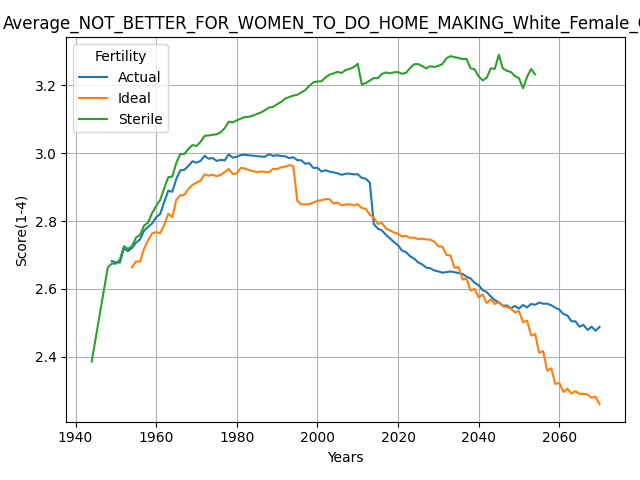 Average_NOT_BETTER_FOR_WOMEN_TO_DO_HOME_MAKING_White_Female_
Fertility
Actual
Ideal
Sterile
Score(1-4)
3.2
3.0
2.8
2.6
2.4
1940 1960 1980 2000 2020 2040 2060
Years